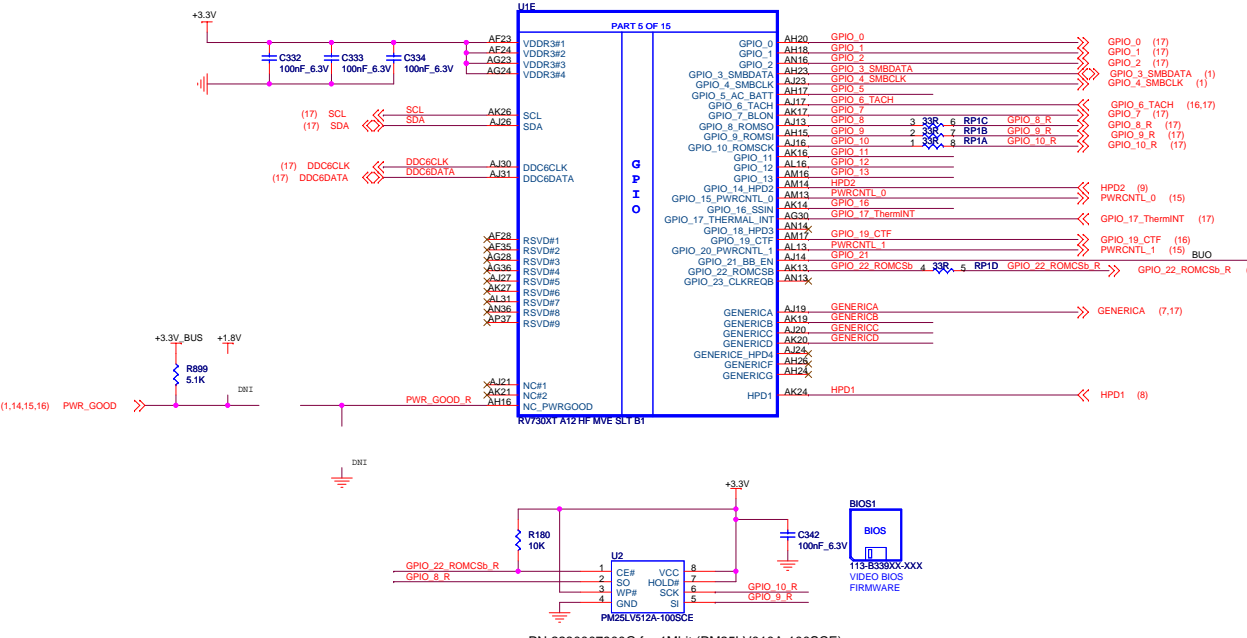 U1E
+3.3V
PART 5 OF 15
AF23 VDDR3#1
AF24 VDDR3#2
AG23 VDDR3#3
AG24 VDDR3#4
C332
100nF_6.3V
C333
100nF_6.3V
C334
100nF_6.3V
(17) SCL SCL AK26 SCL
(17) SDA SDA AJ26 SDA
(17) DDC6CLK DDC6CLK AJ30 DDC6CLK
(17) DDC6DATA DDC6DATA AJ31 DDC6DATA
G
P
I
O
AF28 RSVD#1
AF35 RSVD#2
AG28 RSVD#3
AG36 RSVD#4
AJ27 RSVD#5
AK27 RSVD#6
AL31 RSVD#7
AN36 RSVD#8
AP37 RSVD#9
AJ21 NC#1
AK21 NC#2
PWR_GOOD_R AH16 NC_PWRGOOD
RV730XT A12 HF MVE SLT B1
GPIO_0 AH20 GPIO_0 GPIO_0 (17)
GPIO_1 AH18 GPIO_1 GPIO_1 (17)
GPIO_2 AN16 GPIO_2 GPIO_2 (17)
GPIO_3_SMBDATA AH23 GPIO_3_SMBDATA GPIO_3_SMBDATA (1)
GPIO_4_SMBCLK AJ23 GPIO_4_SMBCLK GPIO_4_SMBCLK (1)
GPIO_5_AC_BATT AH17 GPIO_5
GPIO_6_TACH AJ17 GPIO_6_TACH GPIO_6_TACH (16,17)
GPIO_7_BLON AK17 GPIO_7 GPIO_7 (17)
GPIO_8_ROMSO AJ13 GPIO_8 3 33R 6 RP1C GPIO_8_R GPIO_8_R (17)
GPIO_9_ROMSI AH15 GPIO_9 2 33R 7 RP1B GPIO_9_R GPIO_9_R (17)
GPIO_10_ROMSCK AJ16 GPIO_10 1 33R 8 RP1A GPIO_10_R GPIO_10_R (17)
GPIO_11 AK16 GPIO_11
GPIO_12 AL16 GPIO_12
GPIO_13 AM16 GPIO_13
GPIO_14_HPD2 AM14 HPD2 HPD2 (9)
GPIO_15_PWRCNTL_0 AM13 PWRCNTL_0 PWRCNTL_0 (15)
GPIO_16_SSIN AK14 GPIO_16
GPIO_17_THERMAL_INT AG30 GPIO_17_ThermINT GPIO_17_ThermINT (17)
GPIO_18_HPD3 AN14
GPIO_19_CTF AM17 GPIO_19_CTF GPIO_19_CTF (16)
GPIO_20_PWRCNTL_1 AL13 PWRCNTL_1 PWRCNTL_1 (15)
GPIO_21_BB_EN AJ14 GPIO_21 BUO
GPIO_22_ROMCSB AK13 GPIO_22_ROMCSb 4 33R 5 RP1D GPIO_22_ROMCSb_R GPIO_22_ROMCSb_R
GPIO_23_CLKREQB AN13
GENERICA AJ19 GENERICA GENERICA (7,17)
GENERICB AK19 GENERICB
GENERICC AJ20 GENERICC
GENERICD AK20 GENERICD
GENERICE_HPD4 AJ24
GENERICF AH26
GENERICG AH24
HPD1 AK24 HPD1 HPD1 (8)
+3.3V_BUS +1.8V
R899
5.1K
DNI
(1,14,15,16) PWR_GOOD
DNI
+3.3V
R180
10K
C342
100nF_6.3V
BIOS1
BIOS
113-B339XX-XXX
VIDEO BIOS
FIRMWARE
U2
GPIO_22_ROMCSb_R 1 CE# VCC 8
GPIO_8_R 2 SO HOLD# 7
3 WP# SCK 6 GPIO_10_R
4 GND SI 5 GPIO_9_R
PM25LV512A-100SCE